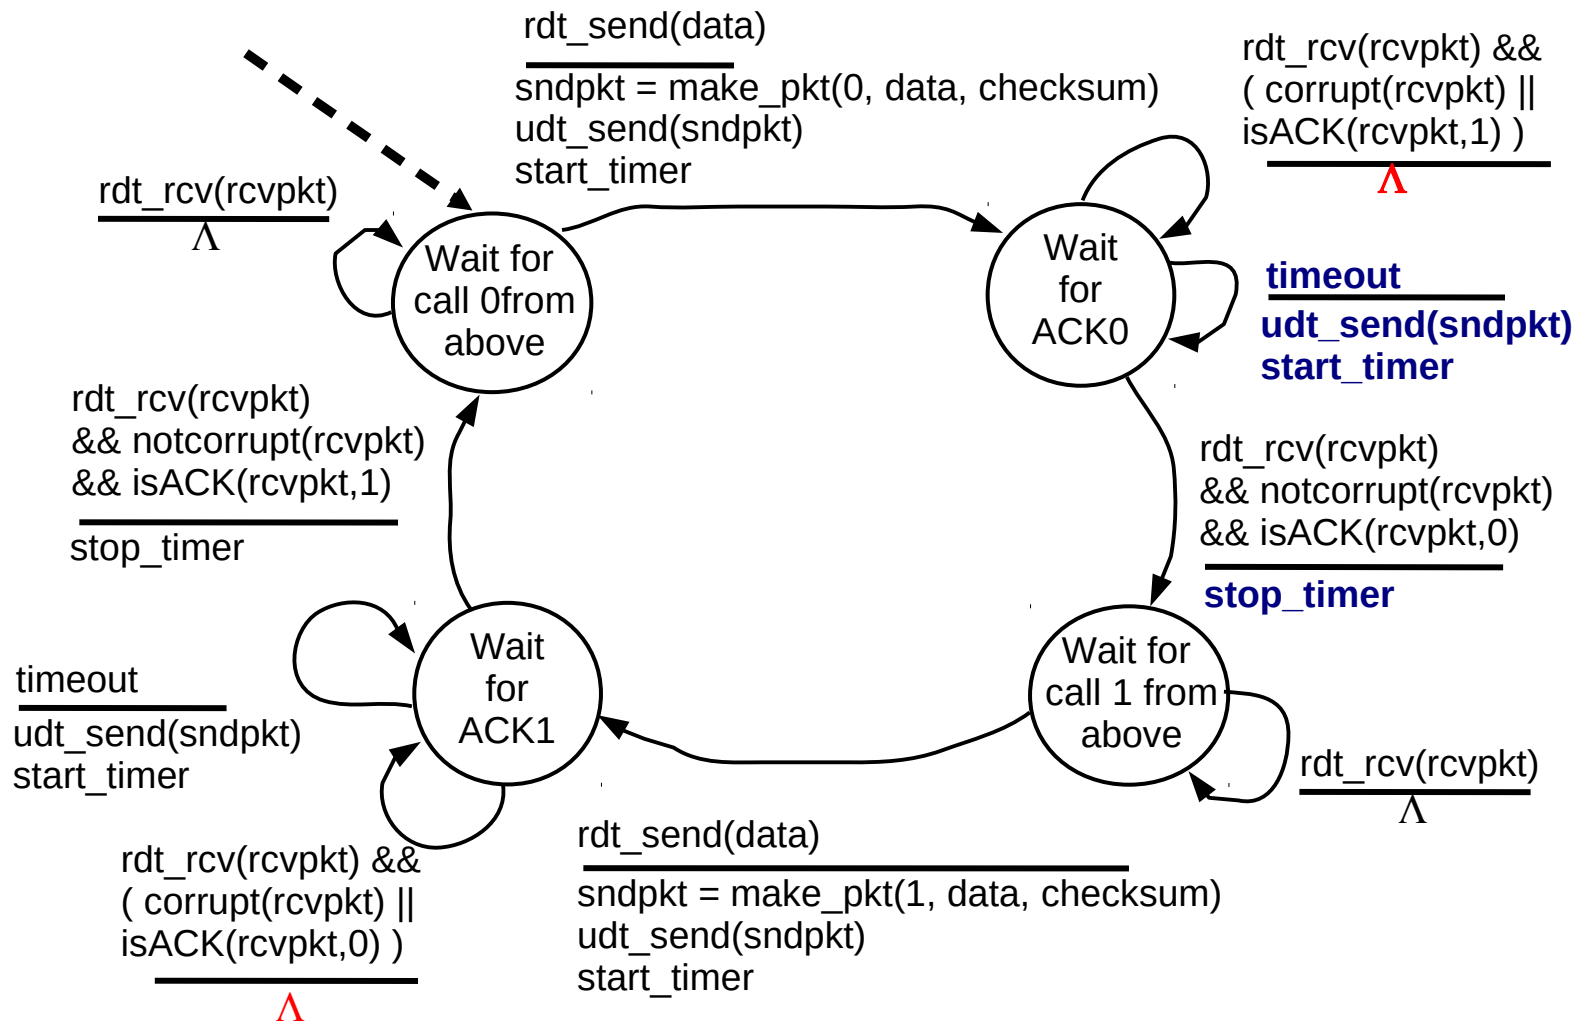 rdt_send(data)
sndpkt = make_pkt(0, data, checksum)
udt_send(sndpkt)
start_timer
rdt_rcv(rcvpkt) &&
( corrupt(rcvpkt) ||
isACK(rcvpkt,1) )
Λ
rdt_rcv(rcvpkt)
Λ
Wait for
call 0from
above
Wait
for
ACK0
timeout
udt_send(sndpkt)
start_timer
rdt_rcv(rcvpkt)
&& notcorrupt(rcvpkt)
&& isACK(rcvpkt,1)
stop_timer
rdt_rcv(rcvpkt)
&& notcorrupt(rcvpkt)
&& isACK(rcvpkt,0)
stop_timer
Wait
for
ACK1
Wait for
call 1 from
above
timeout
udt_send(sndpkt)
start_timer
rdt_rcv(rcvpkt)
Λ
rdt_rcv(rcvpkt) &&
( corrupt(rcvpkt) ||
isACK(rcvpkt,0) )
Λ
rdt_send(data)
sndpkt = make_pkt(1, data, checksum)
udt_send(sndpkt)
start_timer